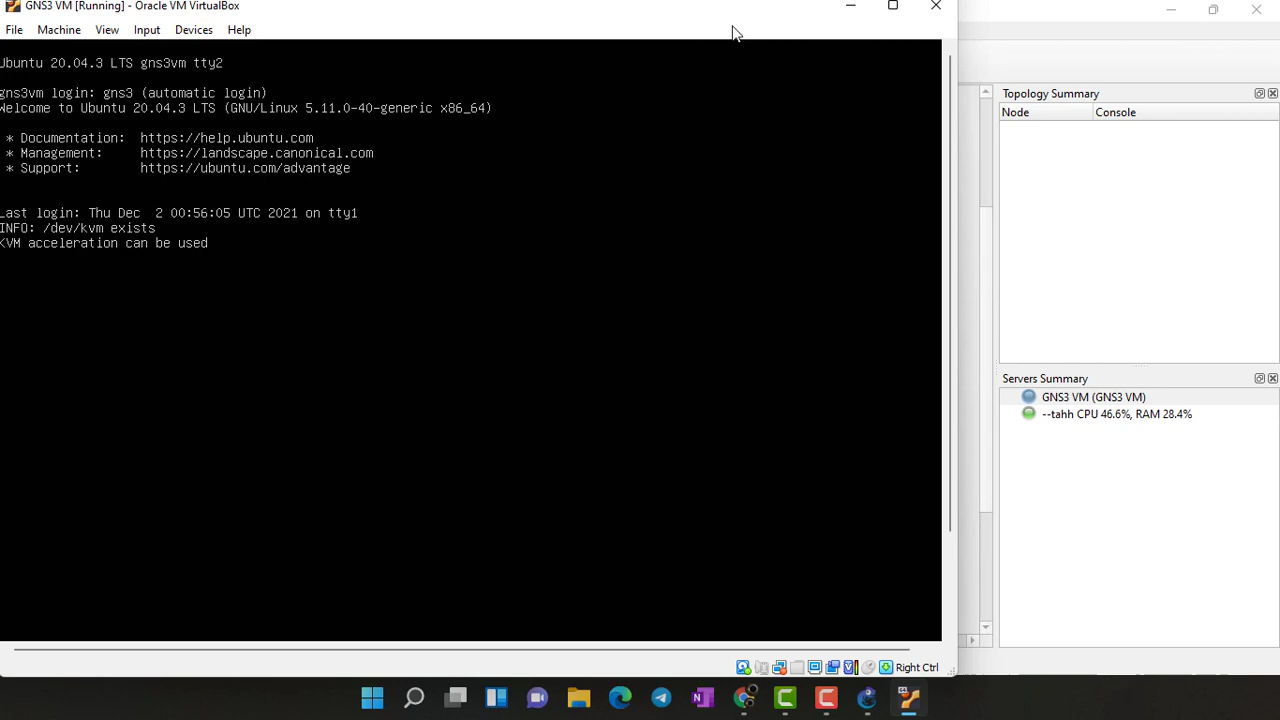 GNS3 VM [Running] - Oracle VM VirtualBox
File Machine View Input Devices Help
Ubuntu 20.04.3 LTS gns3vm tty2
gns3vm login: gns3 (automatic login)
Welcome to Ubuntu 20.04.3 LTS (GNU/Linux 5.11.0-40-generic x86_64)
* Documentation: https://help.ubuntu.com
* Management: https://landscape.canonical.com
* Support: https://ubuntu.com/advantage
Last login: Thu Dec 2 00:56:05 UTC 2021 on tty1
INFO: /dev/kvm exists
KVM acceleration can be used
Right Ctrl
Topology Summary
Node Console
Servers Summary
GNS3 VM (GNS3 VM)
--tahh CPU 46.6%, RAM 28.4%